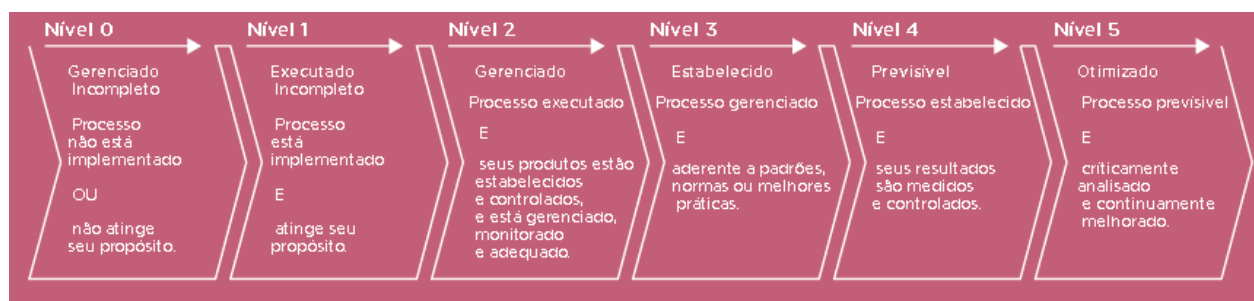 Nível 0
Gerenciado
Incompleto
Processo
não está
implementado
OU
não atinge
seu propósito.
Nível 1
Executado
Incompleto
Processo
está
implementado
E
atinge seu
propósito.
Nível 2
Gerenciado
Processo executado
E
seus produtos estão
estabelecidos
e controlados,
e está gerenciado,
monitorado
e adequado.
Nível 3
Estabelecido
Processo gerenciado
E
aderente a padrões,
normas ou melhores
práticas.
Nível 4
Previsível
Processo estabelecido
E
seus resultados
são medidos
e controlados.
Nível 5
Otimizado
Processo previsivel
E
críticamente
analisado
e continuamente
melhorado.